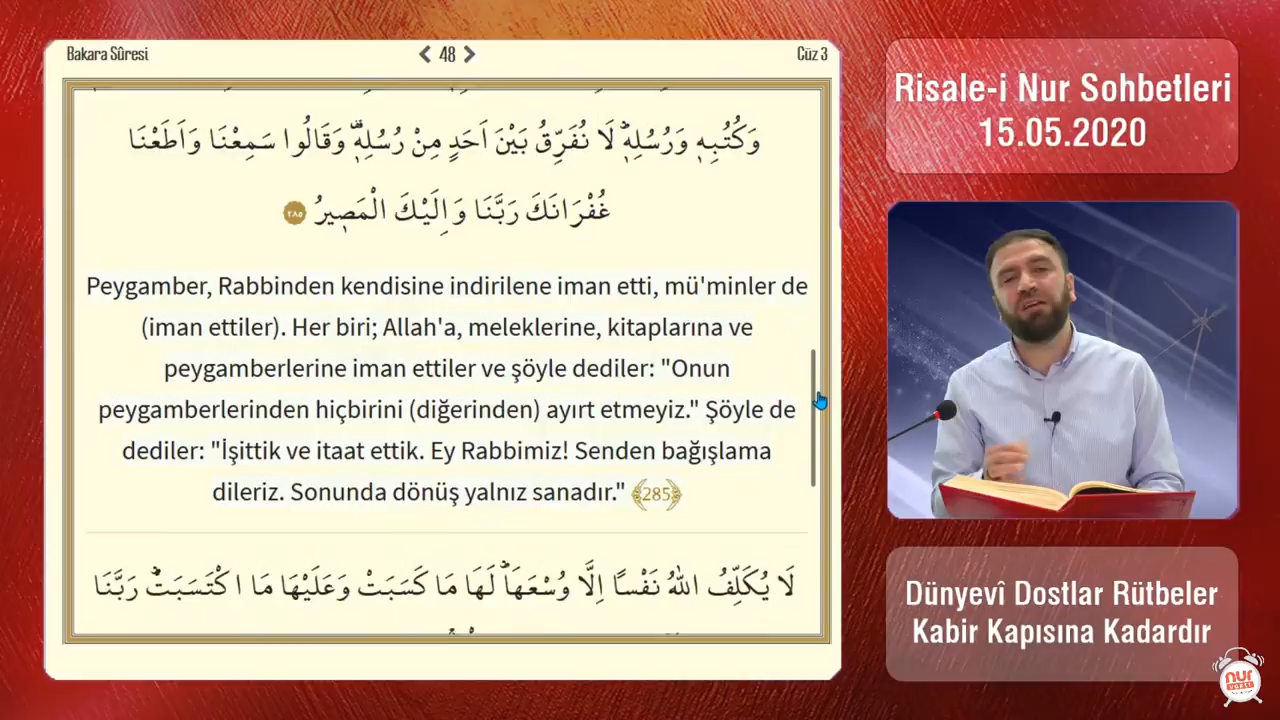 Bakara Sûresi
48
Cüz 3
وَكُتُبِه۪ وَرُسُلِه۪ۜ لَا نُفَرِّقُ بَيْنَ اَحَدٍ مِنْ رُسُلِه۪ۜ وَقَالُوا سَمِعْنَا وَاَطَعْنَا
غُفْرَانَكَ رَبَّنَا وَاِلَيْكَ الْمَص۪يرُ ٢٨٥
Peygamber, Rabbinden kendisine indirilene iman etti, mü'minler de
(iman ettiler). Her biri; Allah'a, meleklerine, kitaplarına ve
peygamberlerine iman ettiler ve şöyle dediler: "Onun
peygamberlerinden hiçbirini (diğerinden) ayırt etmeyiz." Şöyle de
dediler: "İşittik ve itaat ettik. Ey Rabbimiz! Senden bağışlama
dileriz. Sonunda dönüş yalnız sanadır." 285
لَا يُكَلِّفُ اللّٰهُ نَفْسًا اِلَّا وُسْعَهَاۜ لَهَا مَا كَسَبَتْ وَعَلَيْهَا مَا اكْتَسَبَتْۜ رَبَّنَا
Risale-i Nur Sohbetleri
15.05.2020
Dünyevî Dostlar Rütbeler
Kabir Kapısına Kadardır
nur